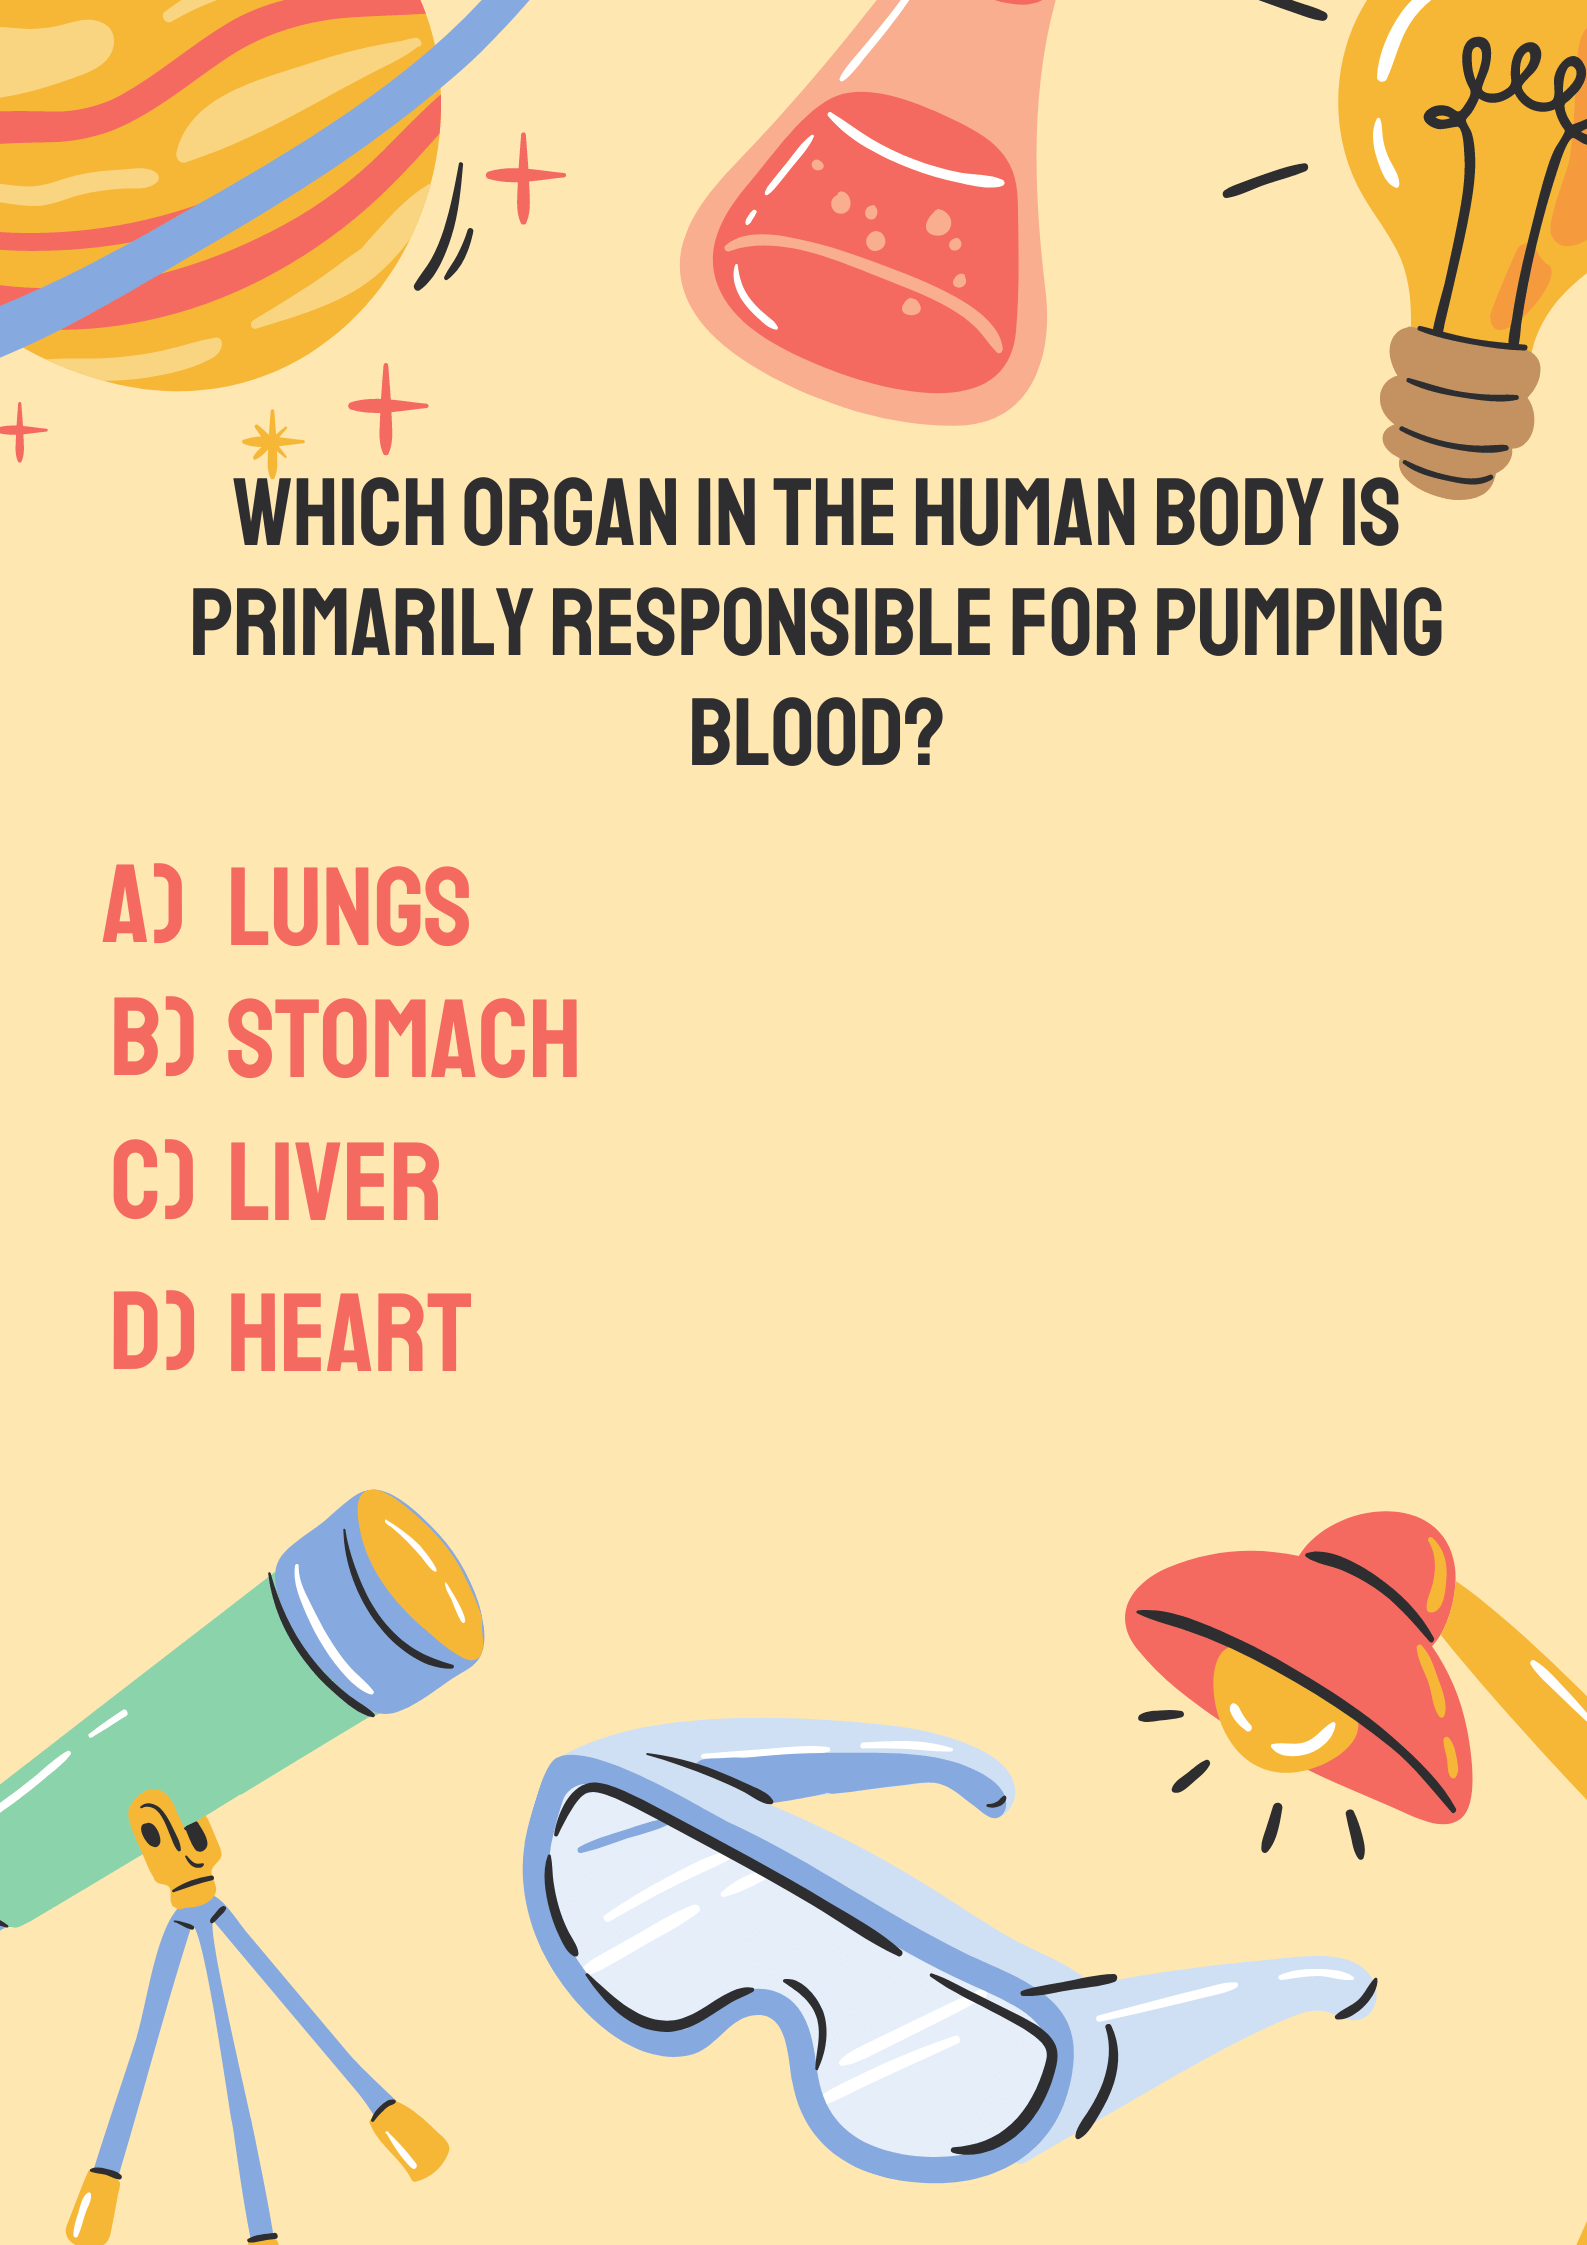 WHICH ORGAN IN THE HUMAN BODY IS
PRIMARILY RESPONSIBLE FOR PUMPING
BLOOD?
A) LUNGS
B) STOMACH
C) LIVER
D) HEART